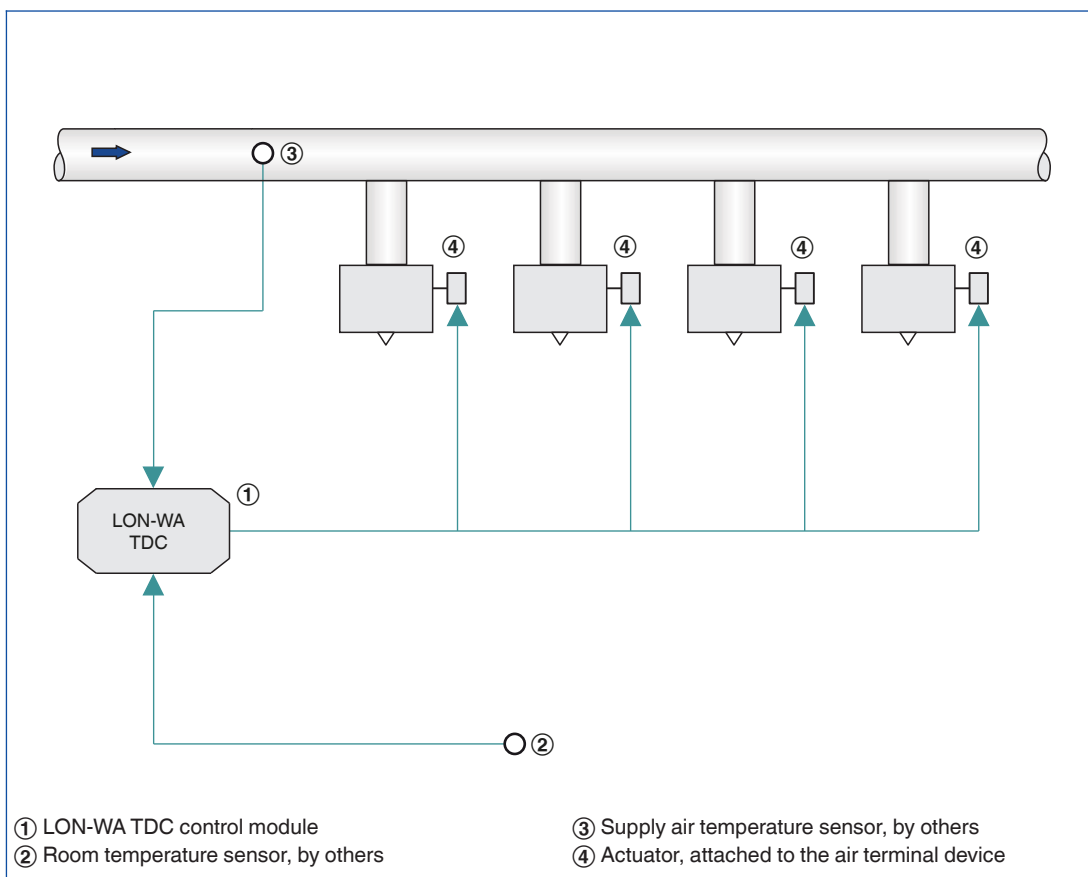 ③
④
④
④
④
①
LON-WA
TDC
②
① LON-WA TDC control module
② Room temperature sensor, by others
③ Supply air temperature sensor, by others
④ Actuator, attached to the air terminal device